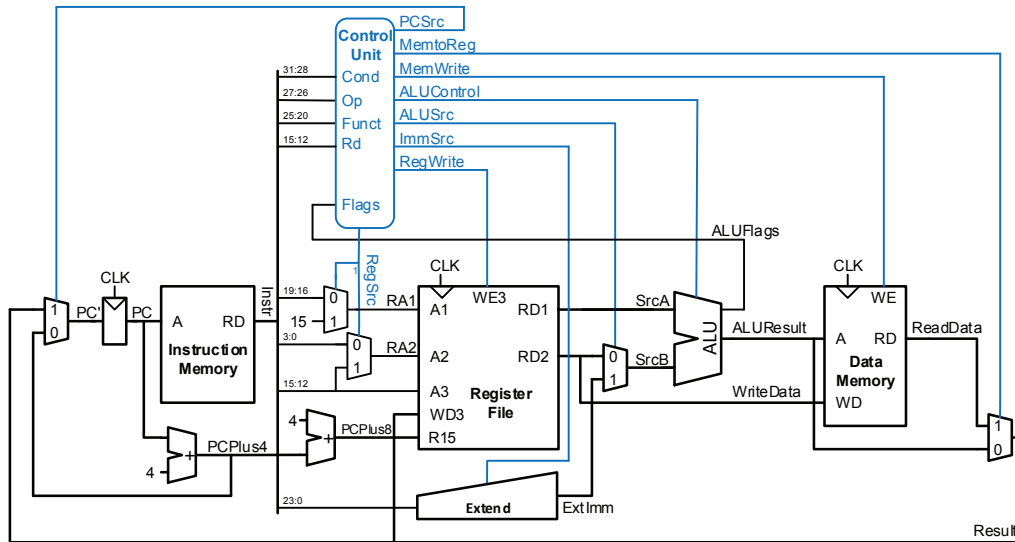 PCSrc
Control
Unit
MemtoReg
MemWrite
ALUControl
ALUSrc
ImmSrc
RegWrite
31:28
Cond
27:26
Op
25:20
Funct
15:12
Rd
Flags
ALUFlags
RegSrc
1
Instr
CLK
CLK
CLK
1
0
PC'
PC
A
RD
Instruction
Memory
19:16
0
15
1
RA1
3:0
0
1
RA2
15:12
A1
WE3
RD1
A2
RD2
A3
WD3
Register
File
R15
SrcA
0
1
SrcB
ALU
ALUResult
WriteData
WE
A
RD
Data
Memory
WD
ReadData
1
0
4
+
PCPlus4
4
+
PCPlus8
23:0
Extend
ExtImm
Result